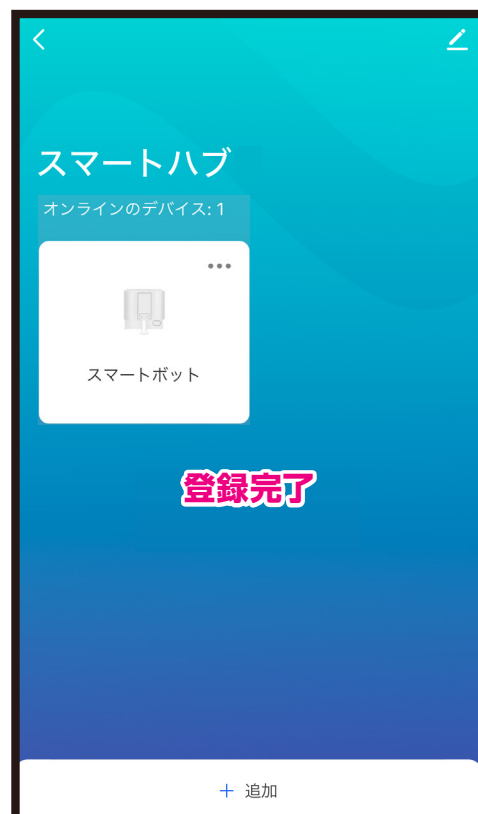 スマートハブ
オンラインのデバイス: 1
スマートボット
登録完了
+ 追加